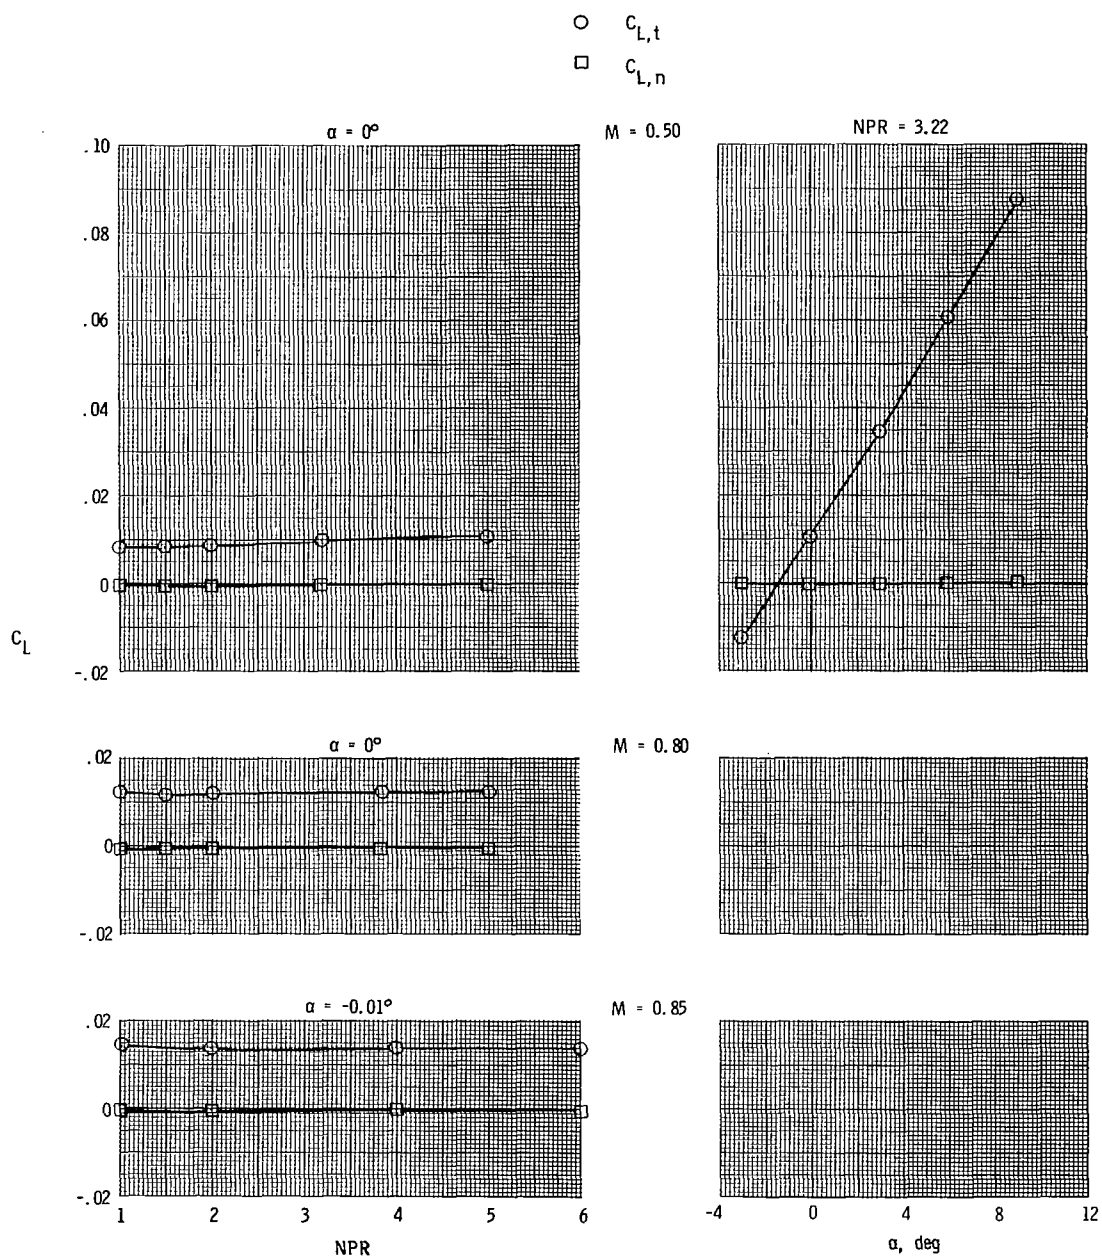 C_L,t
C_L,n
α = 0°
M = 0.50
NPR = 3.22
.10
.08
.06
.04
.02
0
-.02
C_L
α = 0°
M = 0.80
.02
0
-.02
α = -0.01°
M = 0.85
.02
0
-.02
1 2 3 4 5 6
NPR
-4 0 4 8 12
α, deg